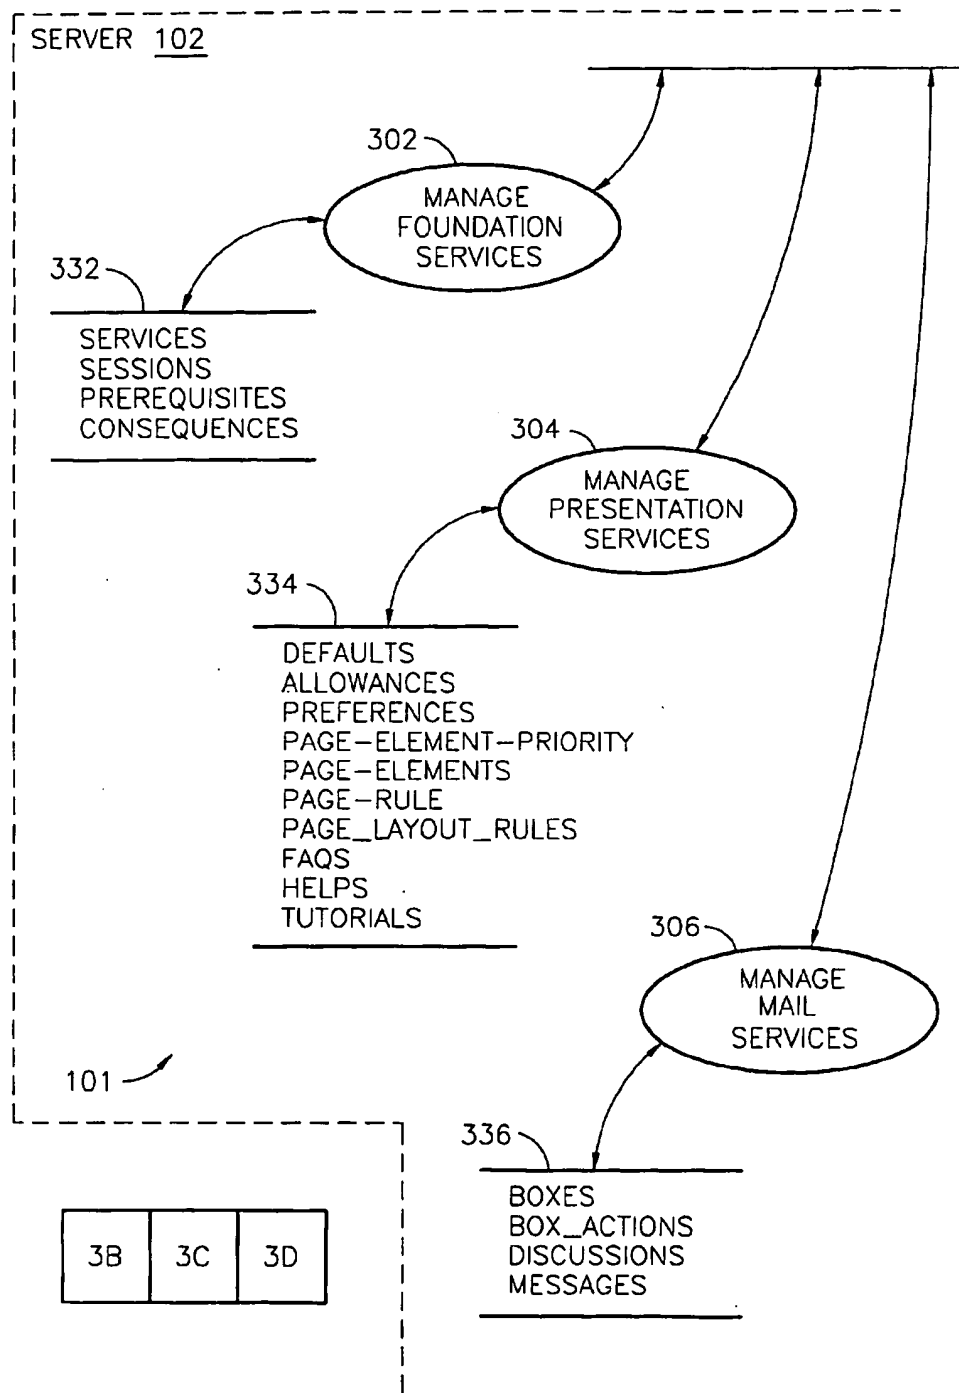 SERVER 102
302
MANAGE
FOUNDATION
SERVICES
332
SERVICES
SESSIONS
PREREQUISITES
CONSEQUENCES
304
MANAGE
PRESENTATION
SERVICES
334
DEFAULTS
ALLOWANCES
PREFERENCES
PAGE-ELEMENT-PRIORITY
PAGE-ELEMENTS
PAGE-RULE
PAGE_LAYOUT_RULES
FAQS
HELPS
TUTORIALS
306
MANAGE
MAIL
SERVICES
101
336
BOXES
BOX_ACTIONS
DISCUSSIONS
MESSAGES
3B 3C 3D